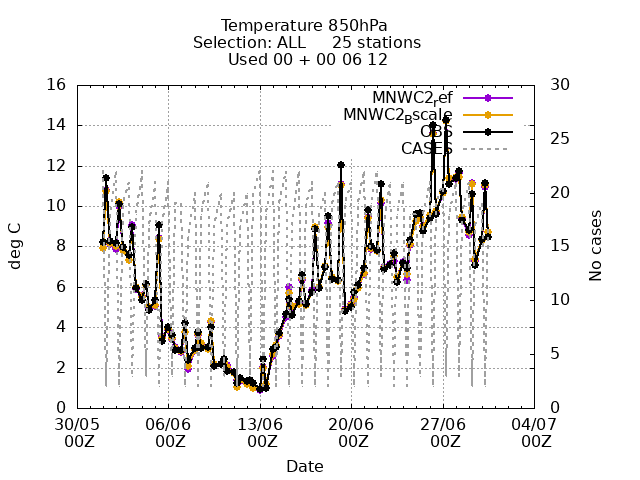 Temperature 850hPa
Selection: ALL 25 stations
Used 00 + 00 06 12
16
14
12
10
8
6
4
2
0
deg C
30
25
20
15
10
5
0
No cases
MNWC2ref
MNWC2Bscale
OBS
CASES
30/05 06/06 13/06 20/06 27/06 04/07
00Z 00Z 00Z 00Z 00Z 00Z
Date